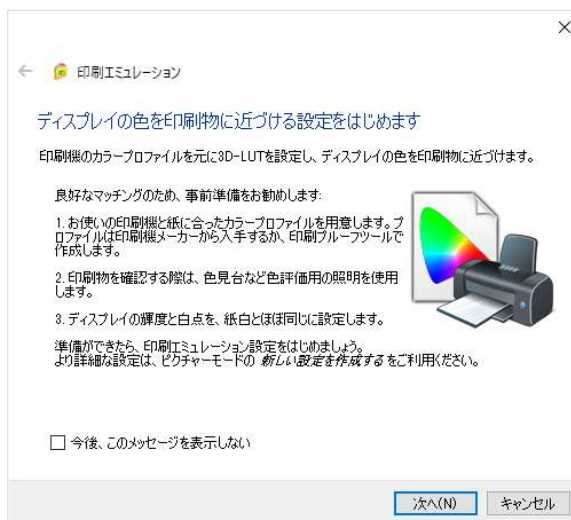 印刷エミュレーション
ディスプレイの色を印刷物に近づける設定をはじめます
印刷機のカラープロファイルを元に3D-LUTを設定し、ディスプレイの色を印刷物に近づけます。
良好なマッチングのため、事前準備をお勧めします:
1. お使いの印刷機と紙に合ったカラープロファイルを用意します。プ
ロファイルは印刷機メーカーから入手するか、印刷プルーフツールで
作成します。
2. 印刷物を確認する際は、色見台など色評価用の照明を使用
します。
3. ディスプレイの輝度と白点を、紙白とほぼ同じに設定します。
準備ができたら、印刷エミュレーション設定をはじめましょう。
より詳細な設定は、ピクチャーモードの 新しい設定を作成する をご利用ください。
今後、このメッセージを表示しない
次へ(N)
キャンセル